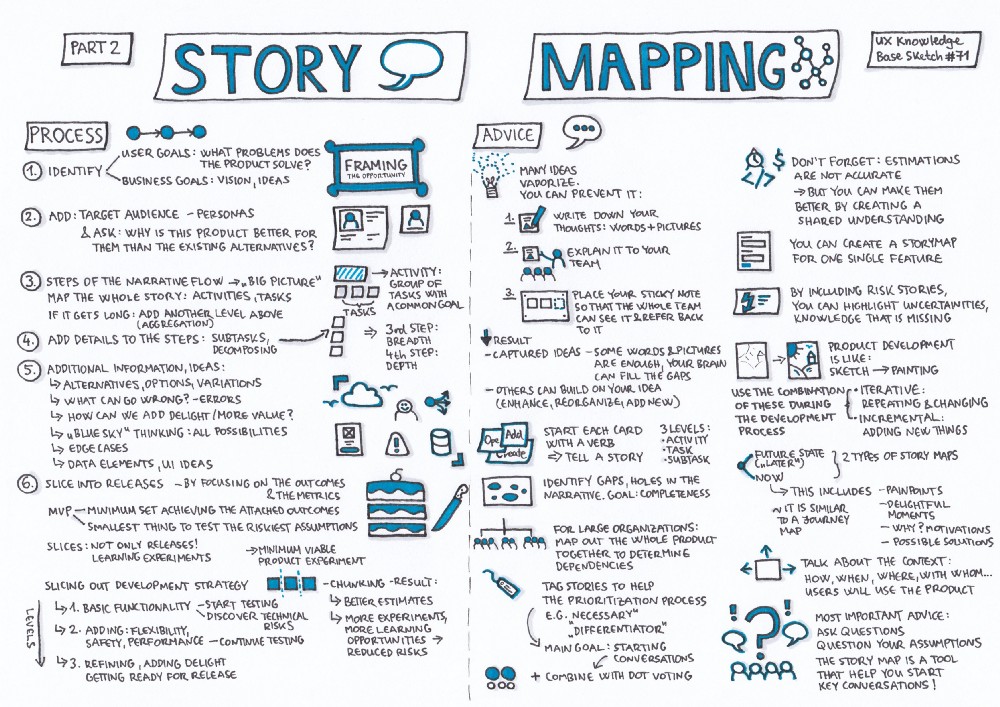 PART 2
STORY
MAPPING
UX Knowledge
Base Sketch #71
PROCESS
1. IDENTIFY
USER GOALS: WHAT PROBLEMS DOES
THE PRODUCT SOLVE?
BUSINESS GOALS: VISION, IDEAS
FRAMING
THE OPPORTUNITY
2. ADD: TARGET AUDIENCE - PERSONAS
& ASK: WHY IS THIS PRODUCT BETTER FOR
THEM THAN THE EXISTING ALTERNATIVES?
3. STEPS OF THE NARRATIVE FLOW → „BIG PICTURE"
MAP THE WHOLE STORY: ACTIVITIES, TASKS
IF IT GETS LONG: ADD ANOTHER LEVEL ABOVE
(AGGREGATION)
→ ACTIVITY:
GROUP OF
TASKS WITH
A COMMON GOAL
TASKS
4. ADD DETAILS TO THE STEPS: SUBTASKS,
DECOMPOSING
⇒ 3rd STEP:
BREADTH
4th STEP:
DEPTH
5. ADDITIONAL INFORMATION, IDEAS:
↳ ALTERNATIVES, OPTIONS, VARIATIONS
↳ WHAT CAN GO WRONG? - ERRORS
↳ HOW CAN WE ADD DELIGHT / MORE VALUE?
↳ „BLUE SKY" THINKING: ALL POSSIBILITIES
↳ EDGE CASES
↳ DATA ELEMENTS, UI IDEAS
6. SLICE INTO RELEASES - BY FOCUSING ON THE OUTCOMES
& THE METRICS
MVP - MINIMUM SET ACHIEVING THE ATTACHED OUTCOMES
SMALLEST THING TO TEST THE RISKIEST ASSUMPTIONS
SLICES: NOT ONLY RELEASES!
LEARNING EXPERIMENTS
→ MINIMUM VIABLE
PRODUCT EXPERIMENT
SLICING OUT DEVELOPMENT STRATEGY
LEVELS
↳ 1. BASIC FUNCTIONALITY - START TESTING
DISCOVER TECHNICAL
RISKS
↳ 2. ADDING: FLEXIBILITY,
SAFETY, PERFORMANCE - CONTINUE TESTING
↳ 3. REFINING, ADDING DELIGHT
GETTING READY FOR RELEASE
- CHUNKING - RESULT:
↳ BETTER ESTIMATES
↳ MORE EXPERIMENTS,
MORE LEARNING
OPPORTUNITIES →
REDUCED RISKS
ADVICE
MANY IDEAS
VAPORIZE.
YOU CAN PREVENT IT:
1. WRITE DOWN YOUR
THOUGHTS: WORDS + PICTURES
2. EXPLAIN IT TO YOUR
TEAM
3. PLACE YOUR STICKY NOTE
SO THAT THE WHOLE TEAM
CAN SEE IT & REFER BACK
TO IT
RESULT
- CAPTURED IDEAS - SOME WORDS & PICTURES
ARE ENOUGH, YOUR BRAIN
CAN FILL THE GAPS
- OTHERS CAN BUILD ON YOUR IDEA
(ENHANCE, REORGANIZE, ADD NEW)
Ope
Add
Create
START EACH CARD
WITH A VERB
⇒ TELL A STORY
3 LEVELS:
• ACTIVITY
• TASK
• SUBTASK
IDENTIFY GAPS, HOLES IN THE
NARRATIVE. GOAL: COMPLETENESS
FOR LARGE ORGANIZATIONS:
MAP OUT THE WHOLE PRODUCT
TOGETHER TO DETERMINE
DEPENDENCIES
TAG STORIES TO HELP
THE PRIORITIZATION PROCESS
E.G. NECESSARY"
„DIFFERENTIATOR"
MAIN GOAL: STARTING
CONVERSATIONS
+ COMBINE WITH DOT VOTING
$
</>
DON'T FORGET: ESTIMATIONS
ARE NOT ACCURATE
→ BUT YOU CAN MAKE THEM
BETTER BY CREATING A
SHARED UNDERSTANDING
YOU CAN CREATE A STORYMAP
FOR ONE SINGLE FEATURE
BY INCLUDING RISK STORIES,
YOU CAN HIGHLIGHT UNCERTAINTIES,
KNOWLEDGE THAT IS MISSING
PRODUCT DEVELOPMENT
IS LIKE:
SKETCH → PAINTING
USE THE COMBINATION
OF THESE DURING
THE DEVELOPMENT
PROCESS
• ITERATIVE:
REPEATING & CHANGING
• INCREMENTAL:
ADDING NEW THINGS
FUTURE STATE
(„LATER")
NOW
2 TYPES OF STORY MAPS
↳ THIS INCLUDES
~ IT IS SIMILAR
TO A JOURNEY
MAP
- PAINPOINTS
- DELIGHTFUL
MOMENTS
- WHY? MOTIVATIONS
- POSSIBLE SOLUTIONS
TALK ABOUT THE CONTEXT:
HOW, WHEN, WHERE, WITH WHOM...
USERS WILL USE THE PRODUCT
MOST IMPORTANT ADVICE:
ASK QUESTIONS
QUESTION YOUR ASSUMPTIONS
THE STORY MAP IS A TOOL
THAT HELP YOU START
KEY CONVERSATIONS!